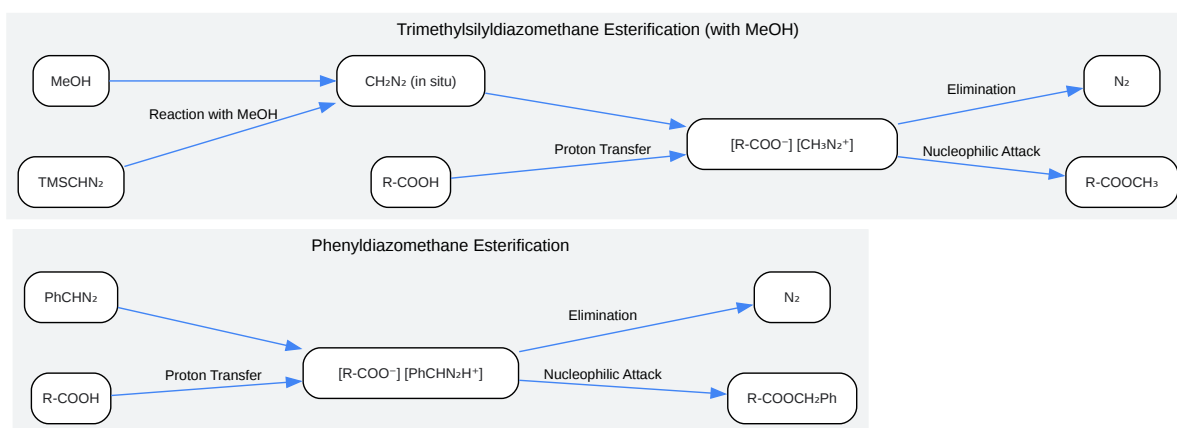 Trimethylsilyldiazomethane Esterification (with MeOH)
MeOH
CH₂N₂ (in situ)
N₂
Elimination
Reaction with MeOH
[R-COO⁻] [CH₃N₂⁺]
Proton Transfer
Nucleophilic Attack
TMSCHN₂
R-COOH
R-COOCH₃
Phenyldiazomethane Esterification
PhCHN₂
N₂
Elimination
[R-COO⁻] [PhCHN₂H⁺]
Proton Transfer
Nucleophilic Attack
R-COOH
R-COOCH₂Ph